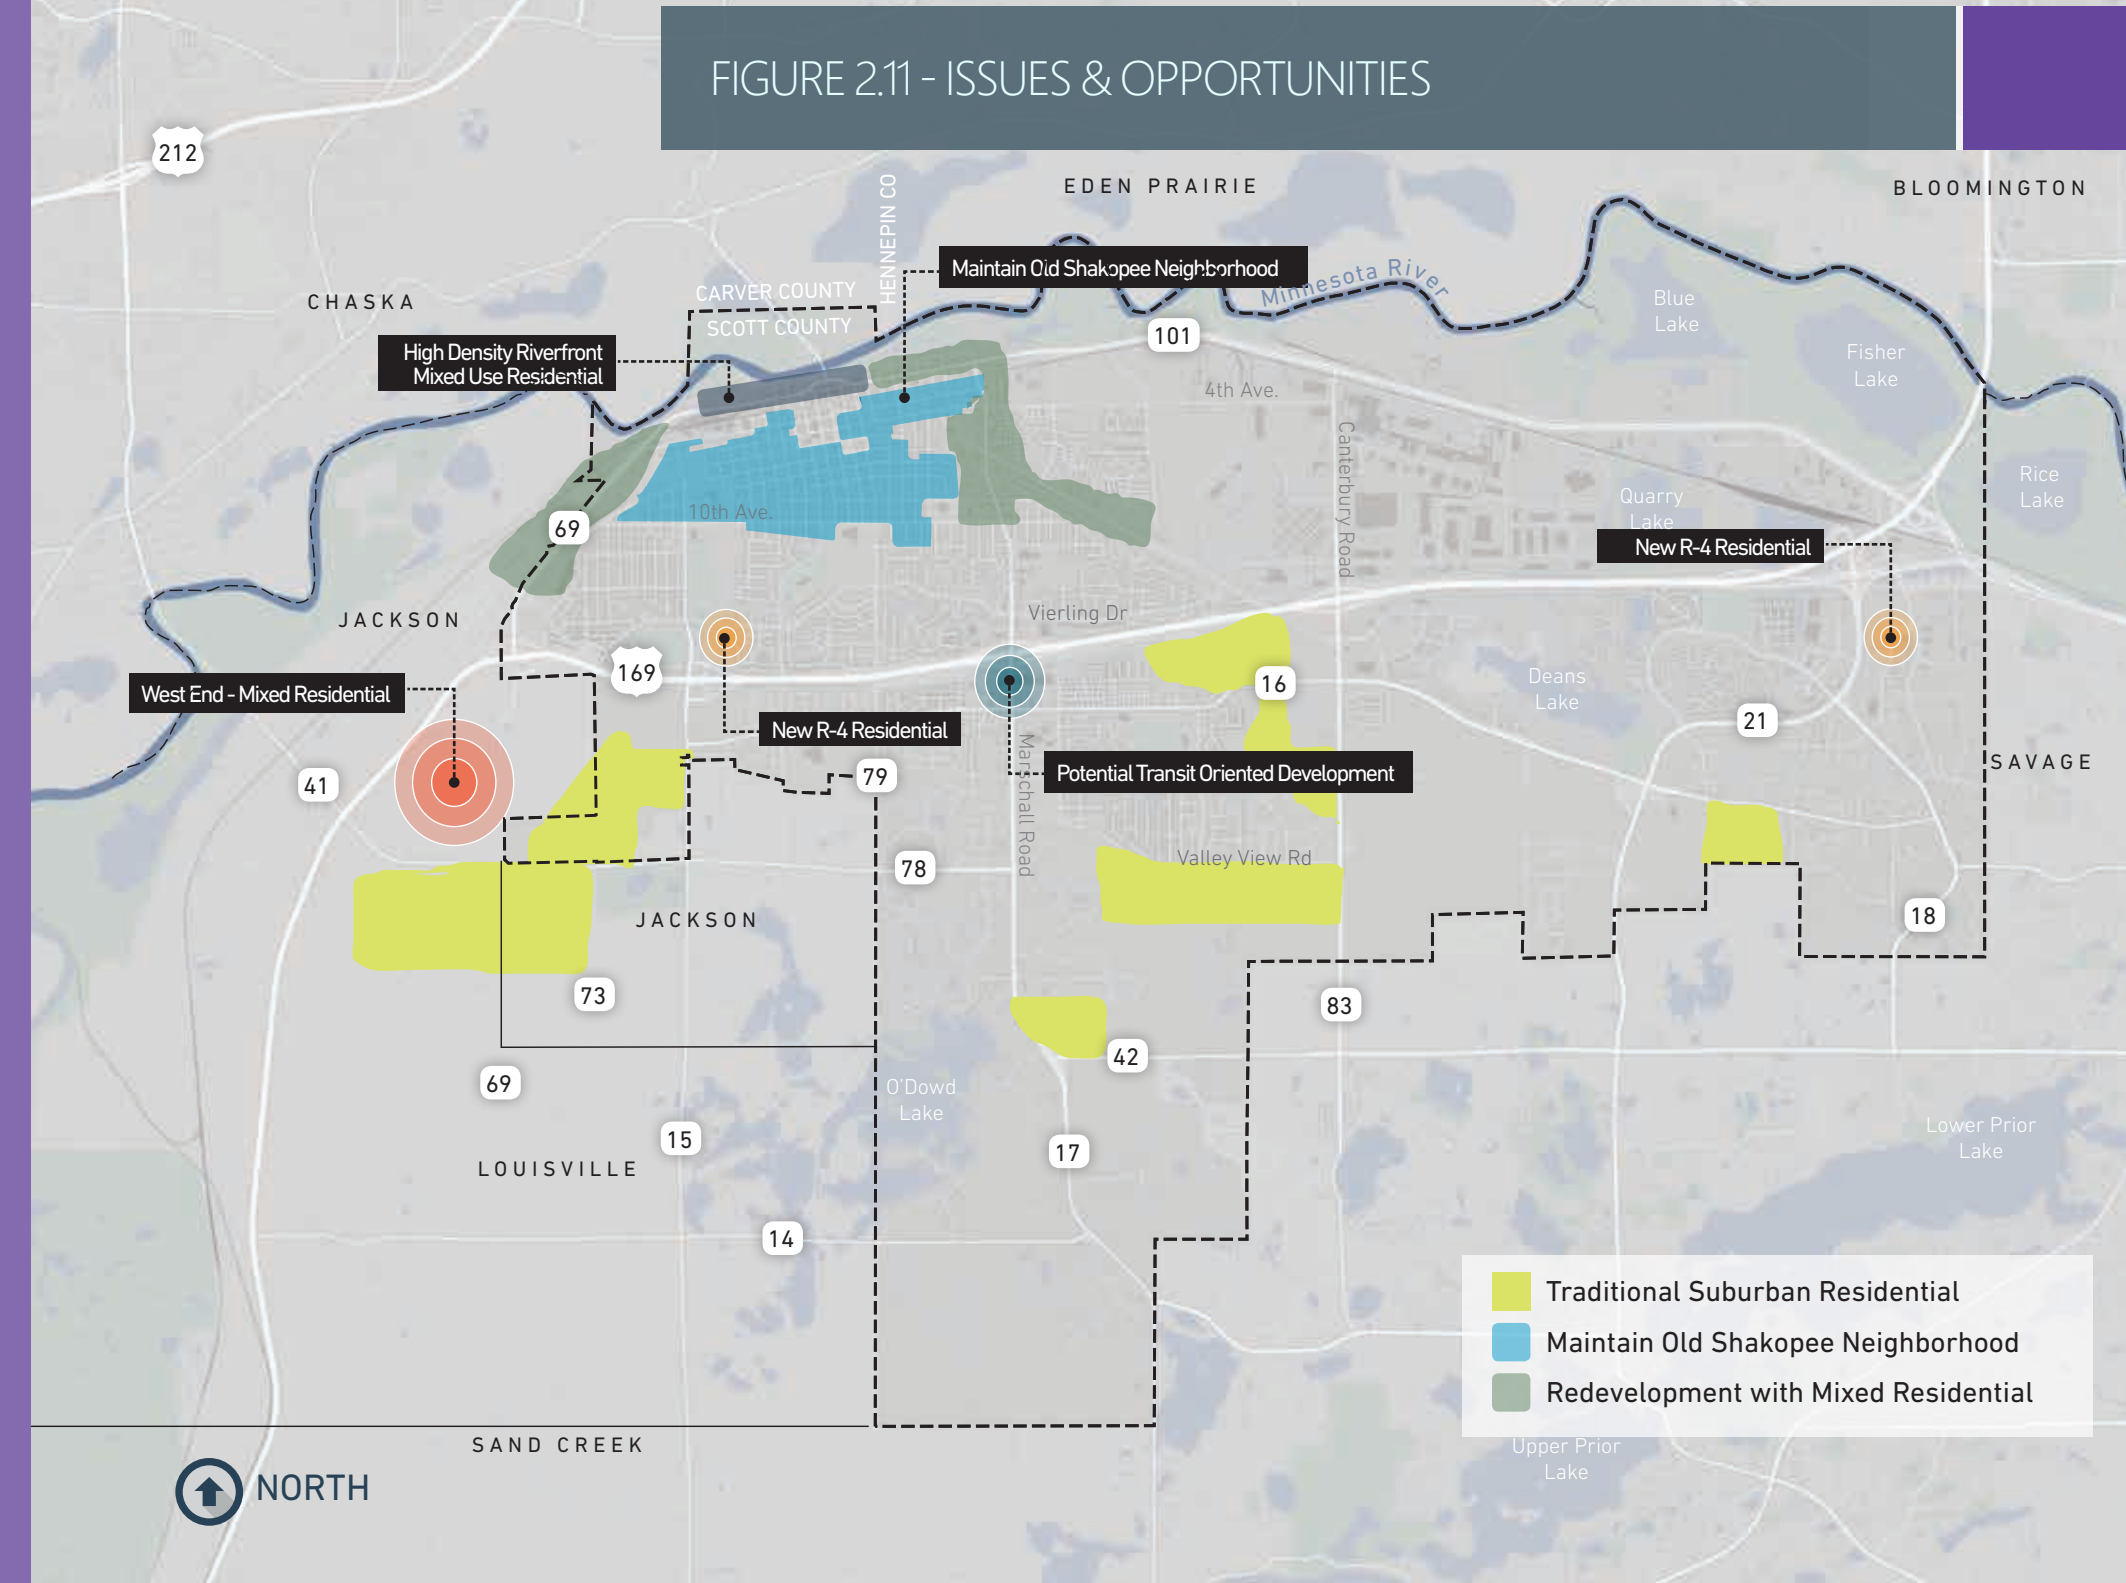 FIGURE 2.11 - ISSUES & OPPORTUNITIES
212
EDEN PRAIRIE
BLOOMINGTON
HENNEPIN CO
Maintain Old Shakopee Neighborhood
Minnesota River
CARVER COUNTY
SCOTT COUNTY
CHASKA
Blue
Lake
101
High Density Riverfront
Mixed Use Residential
Fisher
Lake
4th Ave.
Canterbury Road
Rice
Lake
Quarry
Lake
10th Ave.
69
New R-4 Residential
JACKSON
Vierling Dr
169
West End - Mixed Residential
16
Deans
Lake
21
New R-4 Residential
Marschall Road
Potential Transit Oriented Development
SAVAGE
41
79
78
Valley View Rd
JACKSON
18
73
83
42
69
O'Dowd
Lake
15
17
Lower Prior
Lake
LOUISVILLE
14
Traditional Suburban Residential
Maintain Old Shakopee Neighborhood
Redevelopment with Mixed Residential
SAND CREEK
Upper Prior
Lake
NORTH